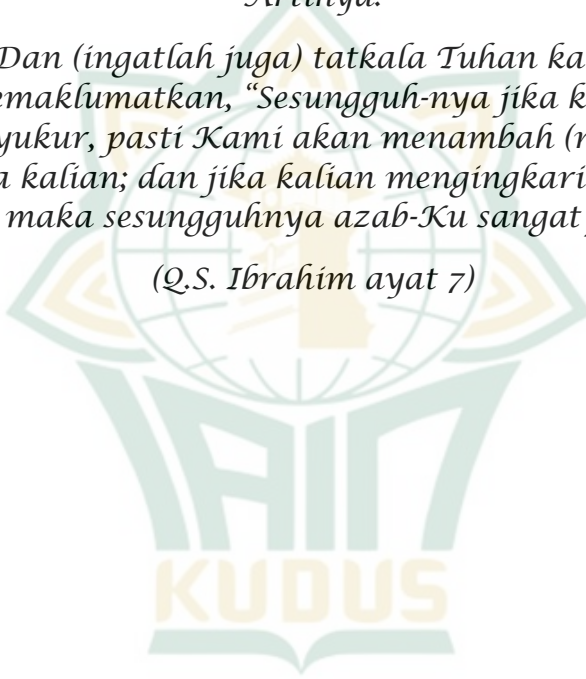 Artinya:
Dan (ingatlah juga) tatkala Tuhan
emaklumatkan, “Sesungguh-nya jika
yukur, pasti Kami akan menambah
kalian; dan jika kalian mengingkari
maka sesungguhnya azab-Ku sangat
(Q.S. Ibrahim ayat 7)
IAIN
KUDUS